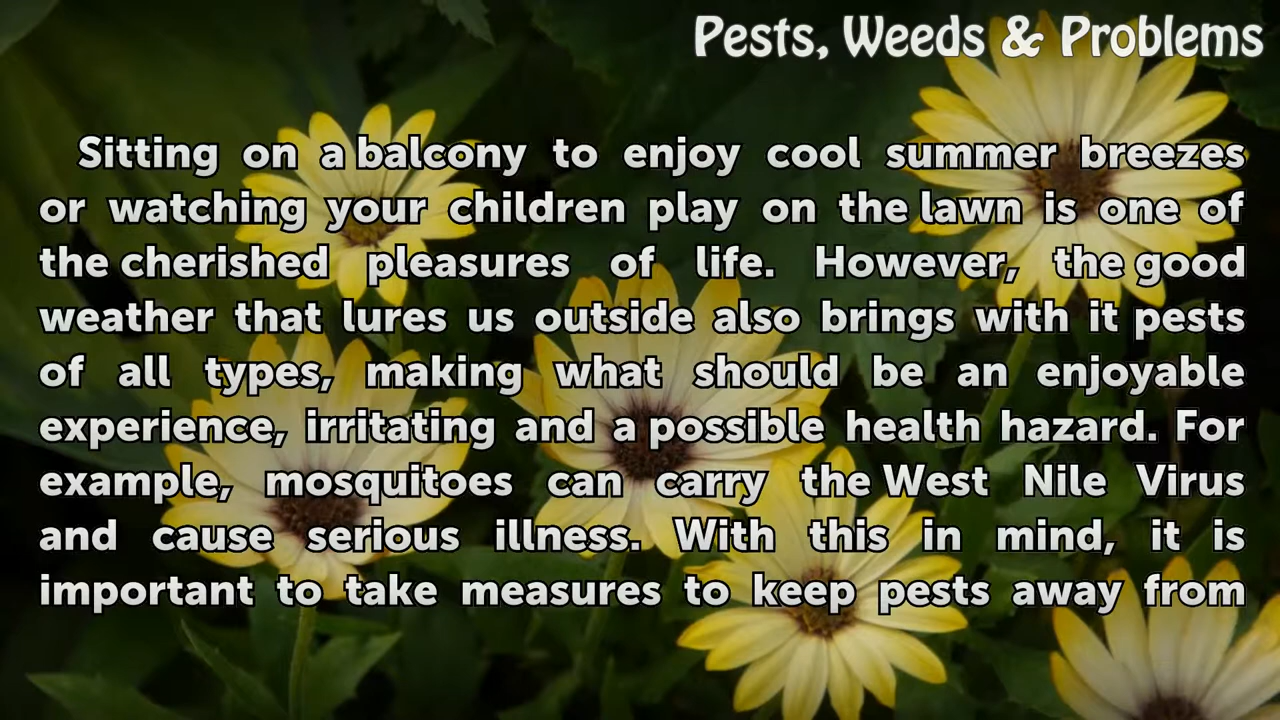 Pests, Weeds & Problems
Sitting on a balcony to enjoy cool summer breezes
or watching your children play on the lawn is one of
the cherished pleasures of life. However, the good
weather that lures us outside also brings with it pests
of all types, making what should be an enjoyable
experience, irritating and a possible health hazard. For
example, mosquitoes can carry the West Nile Virus
and cause serious illness. With this in mind, it is
important to take measures to keep pests away from